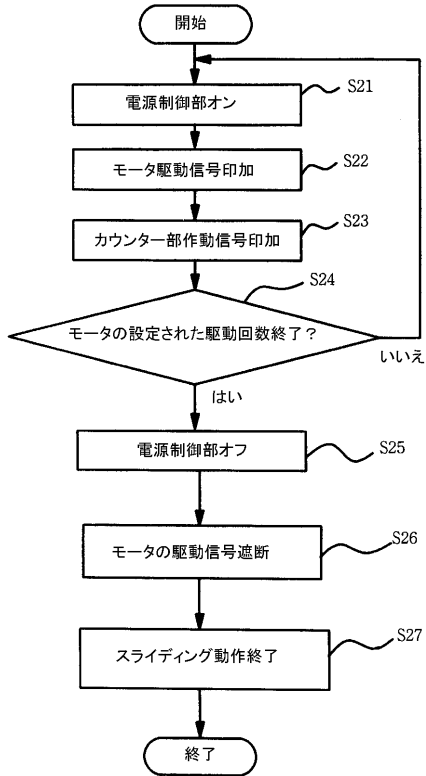 開始
電源制御部オン
S21
モータ駆動信号印加
S22
カウンター部作動信号印加
S23
S24
モータの設定された駆動回数終了？
いいえ
はい
電源制御部オフ
S25
モータの駆動信号遮断
S26
スライディング動作終了
S27
終了